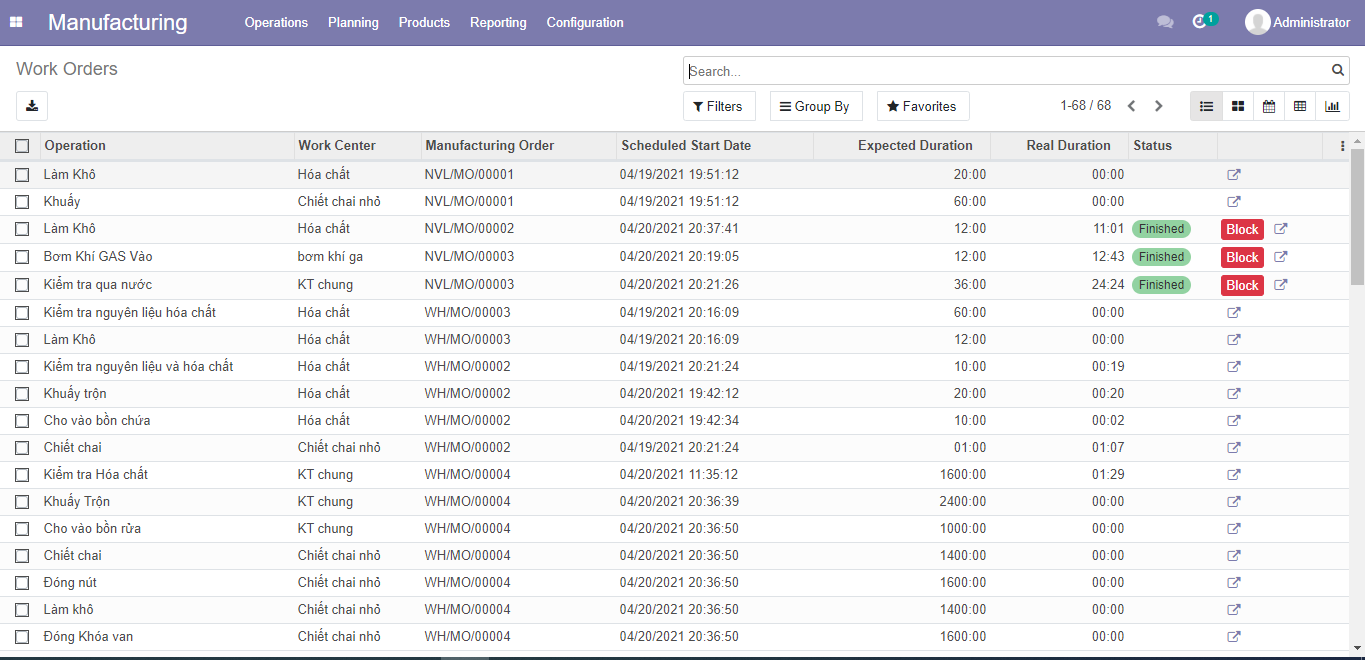 Manufacturing Operations Planning Products Reporting Configuration 1 Administrator
Work Orders
Search...
Filters Group By Favorites 1-68 / 68
Operation Work Center Manufacturing Order Scheduled Start Date Expected Duration Real Duration Status
Làm Khô Hóa chất NVL/MO/00001 04/19/2021 19:51:12 20:00 00:00
Khuấy Chiết chai nhỏ NVL/MO/00001 04/19/2021 19:51:12 60:00 00:00
Làm Khô Hóa chất NVL/MO/00002 04/20/2021 20:37:41 12:00 11:01 Finished Block
Bơm Khí GAS Vào bơm khí ga NVL/MO/00003 04/20/2021 20:19:05 12:00 12:43 Finished Block
Kiểm tra qua nước KT chung NVL/MO/00003 04/20/2021 20:21:26 36:00 24:24 Finished Block
Kiểm tra nguyên liệu hóa chất Hóa chất WH/MO/00003 04/19/2021 20:16:09 60:00 00:00
Làm Khô Hóa chất WH/MO/00003 04/19/2021 20:16:09 12:00 00:00
Kiểm tra nguyên liệu và hóa chất Hóa chất WH/MO/00002 04/19/2021 20:21:24 10:00 00:19
Khuấy trộn Hóa chất WH/MO/00002 04/20/2021 19:42:12 20:00 00:20
Cho vào bồn chứa Hóa chất WH/MO/00002 04/20/2021 19:42:34 10:00 00:02
Chiết chai Chiết chai nhỏ WH/MO/00002 04/19/2021 20:21:24 01:00 01:07
Kiểm tra Hóa chất KT chung WH/MO/00004 04/20/2021 11:35:12 1600:00 01:29
Khuấy Trộn KT chung WH/MO/00004 04/20/2021 20:36:39 2400:00 00:00
Cho vào bồn rửa KT chung WH/MO/00004 04/20/2021 20:36:50 1000:00 00:00
Chiết chai Chiết chai nhỏ WH/MO/00004 04/20/2021 20:36:50 1400:00 00:00
Đóng nút Chiết chai nhỏ WH/MO/00004 04/20/2021 20:36:50 1600:00 00:00
Làm khô Chiết chai nhỏ WH/MO/00004 04/20/2021 20:36:50 1400:00 00:00
Đóng Khóa van Chiết chai nhỏ WH/MO/00004 04/20/2021 20:36:50 1600:00 00:00